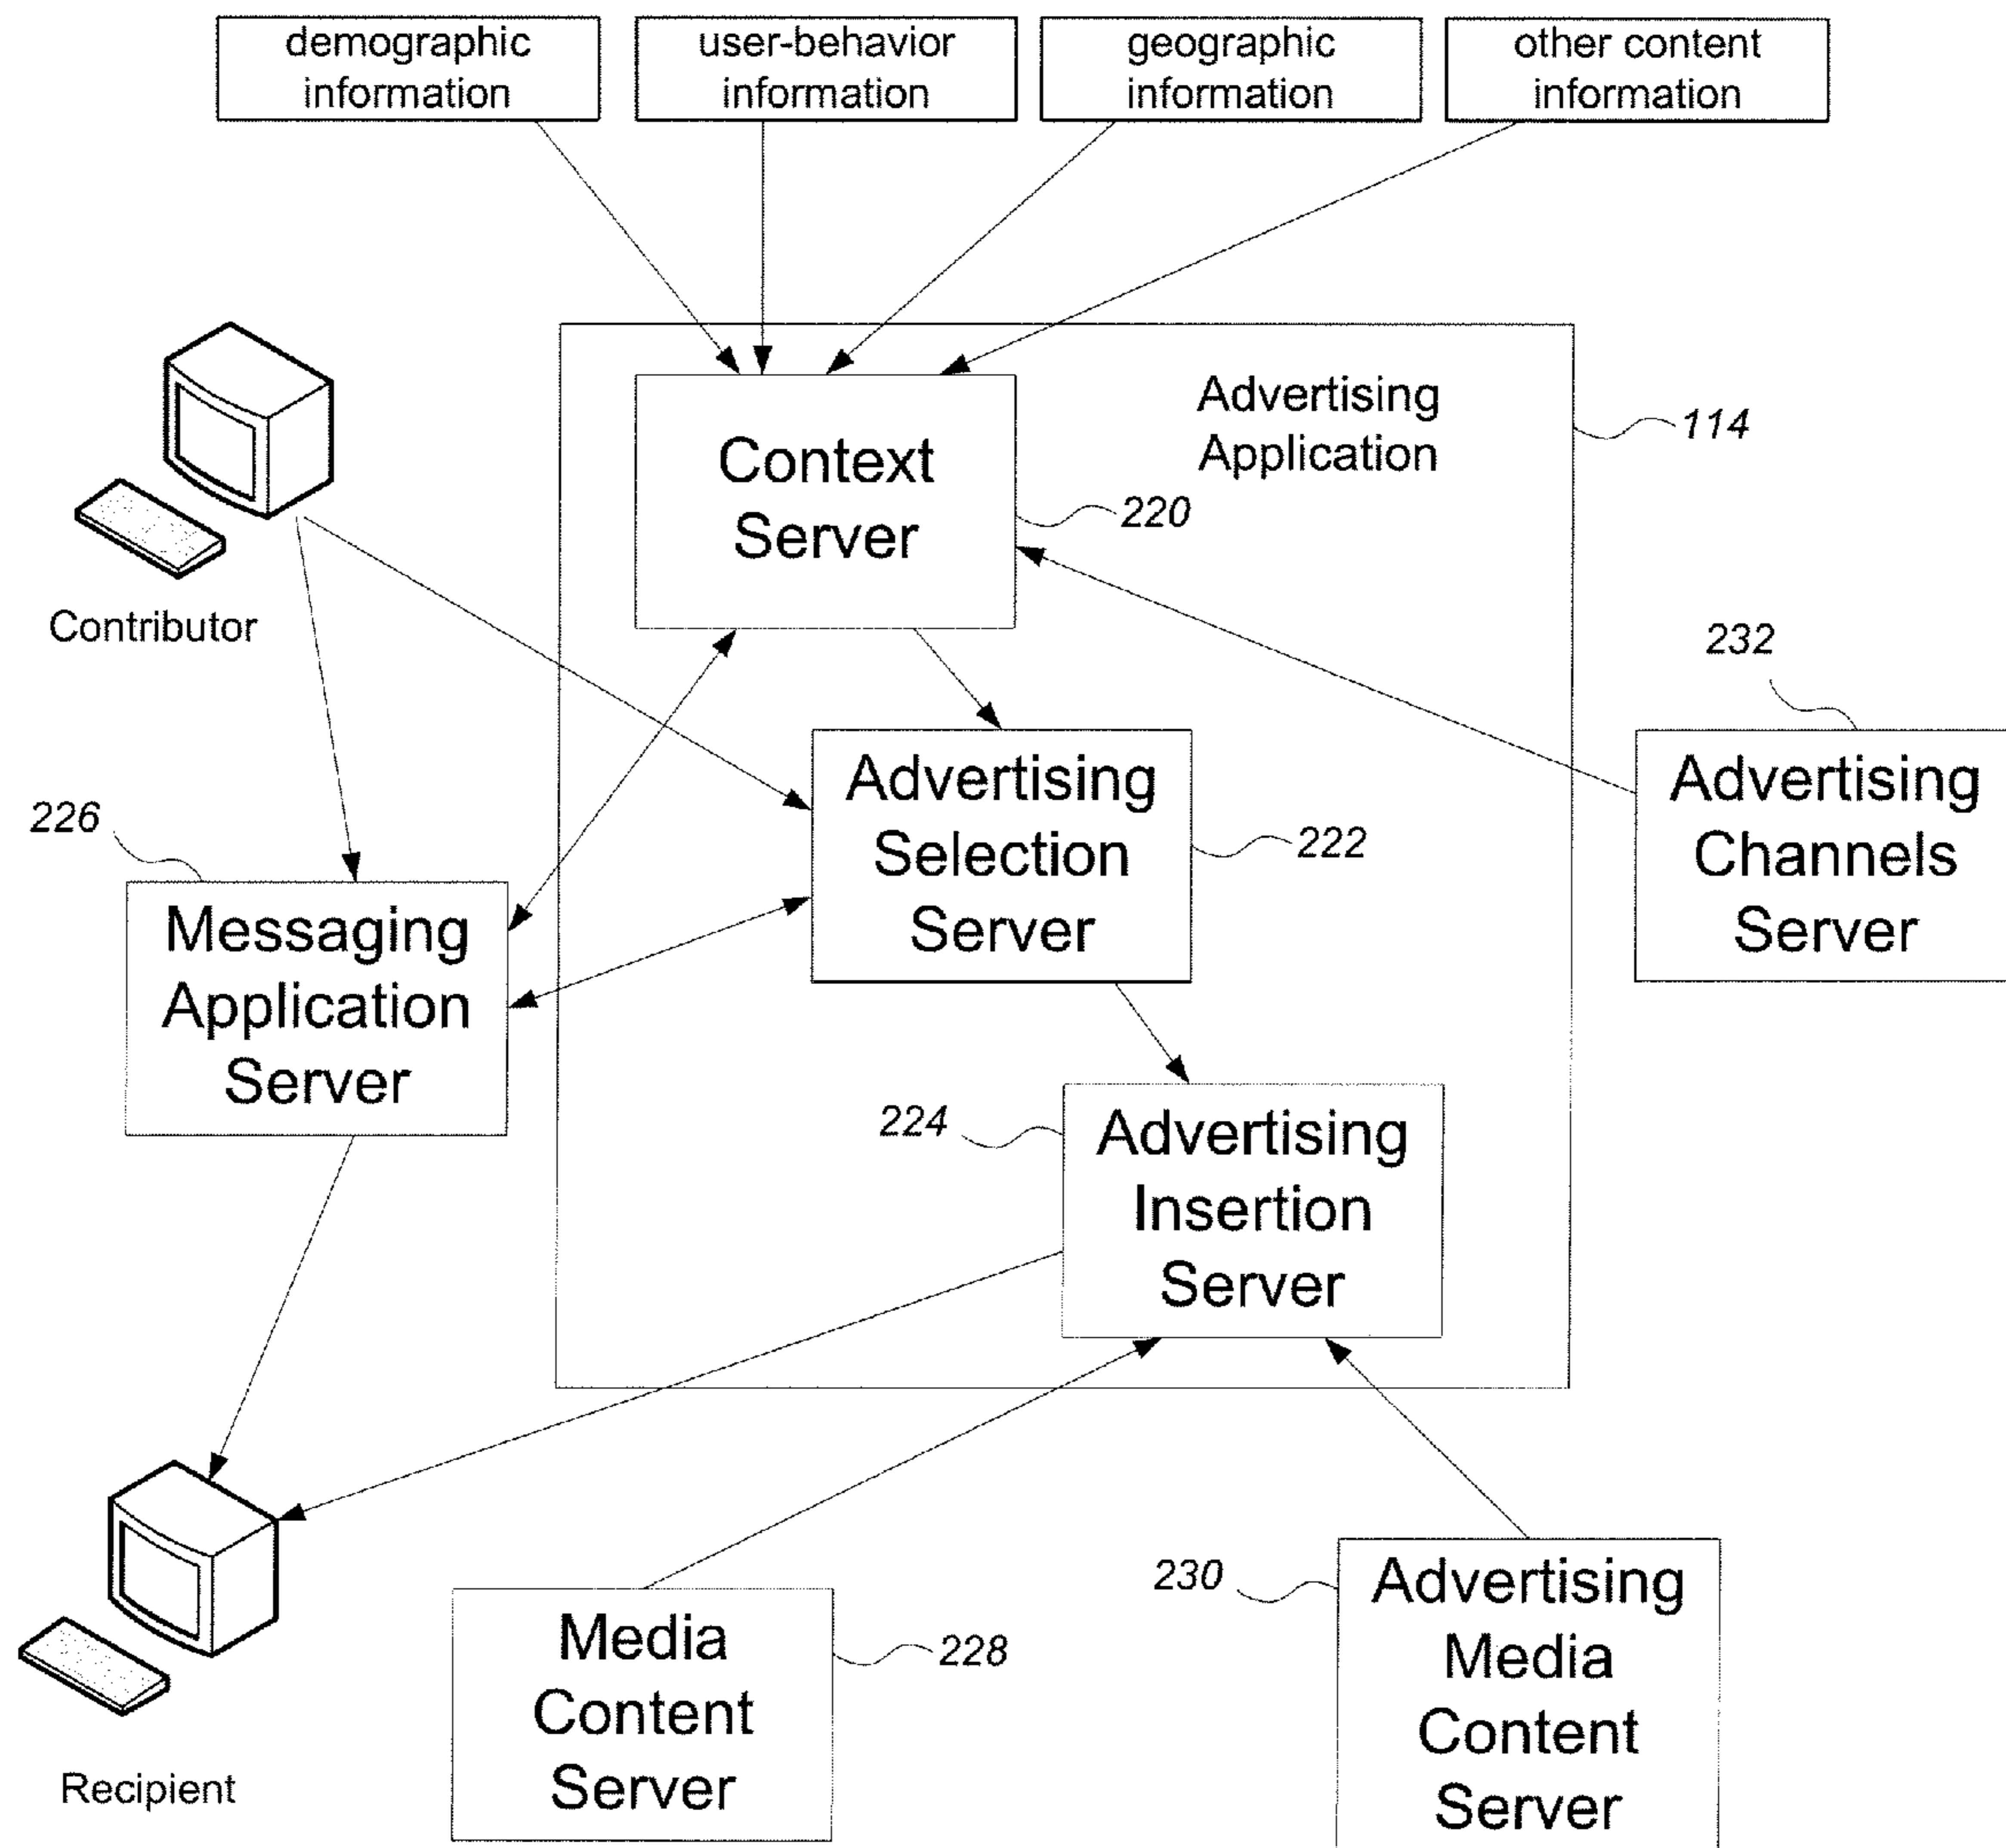 demographic
information
user-behavior
information
geographic
information
other content
information
Advertising
Application
114
Context
Server
220
Contributor
232
Advertising
Selection
Server
222
Advertising
Channels
Server
226
Messaging
Application
Server
224
Advertising
Insertion
Server
230
Advertising
Media
Content
Server
Media
Content
Server
228
Recipient